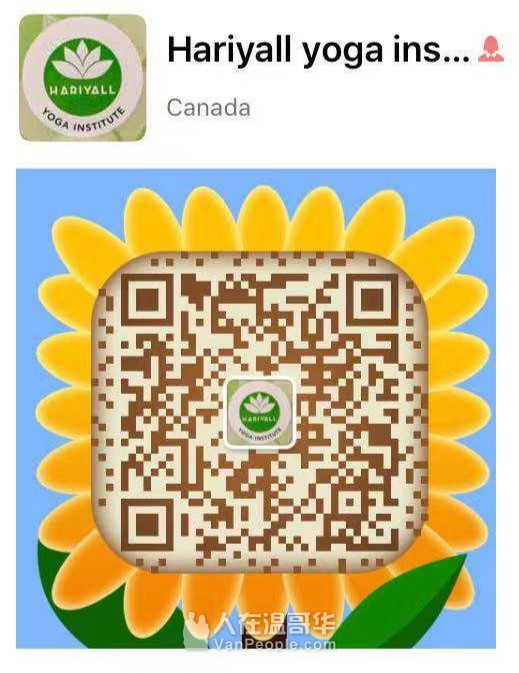 Hariyall yoga ins...
HARIYALL
YOGA INSTITUTE
Canada
HARIYALL
YOGA INSTITUTE
人在温哥华
VanPeople.com